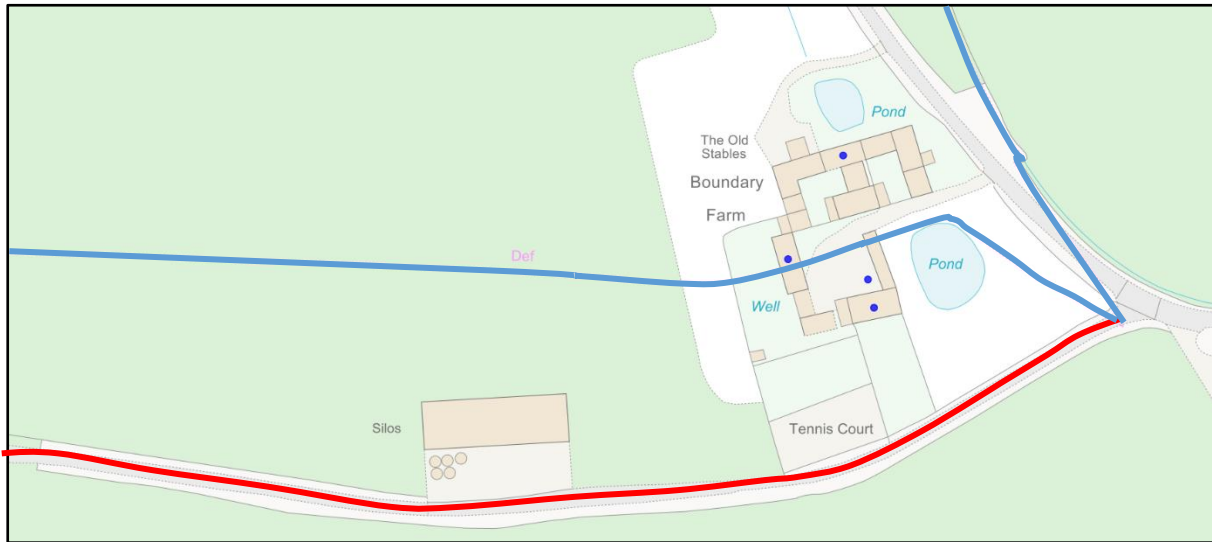 Pond
The Old
Stables
Boundary
Farm
Def
Pond
Well
Silos
Tennis Court